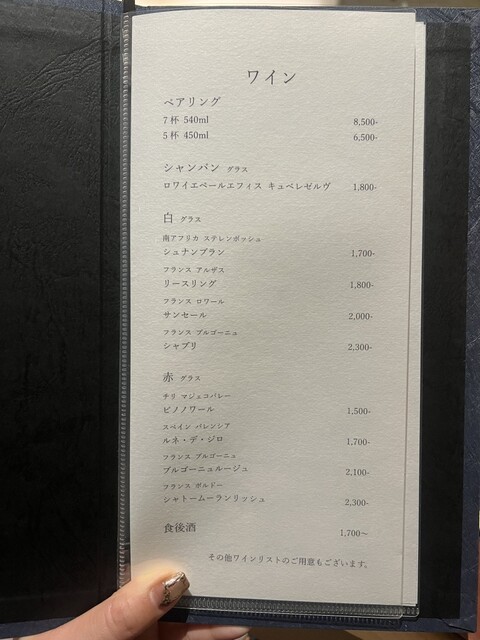 ワイン
ペアリング
7杯 540ml 8,500-
5杯 450ml 6,500-
シャンパン グラス
ロワイエペールエフィス キュベレゼルヴ 1,800-
白 グラス
南アフリカ ステレンボッシュ
シュナンブラン 1,700-
フランス アルザス
リースリング 1,800-
フランス ロワール
サンセール 2,000-
フランス ブルゴーニュ
シャブリ 2,300-
赤 グラス
チリ マジェコバレー
ピノノワール 1,500-
スペイン バレンシア
ルネ・デ・ジロ 1,700-
フランス ブルゴーニュ
ブルゴーニュルージュ 2,100-
フランス ボルドー
シャトームーランリッシュ 2,300-
食後酒 1,700〜
その他ワインリストのご用意もございます。